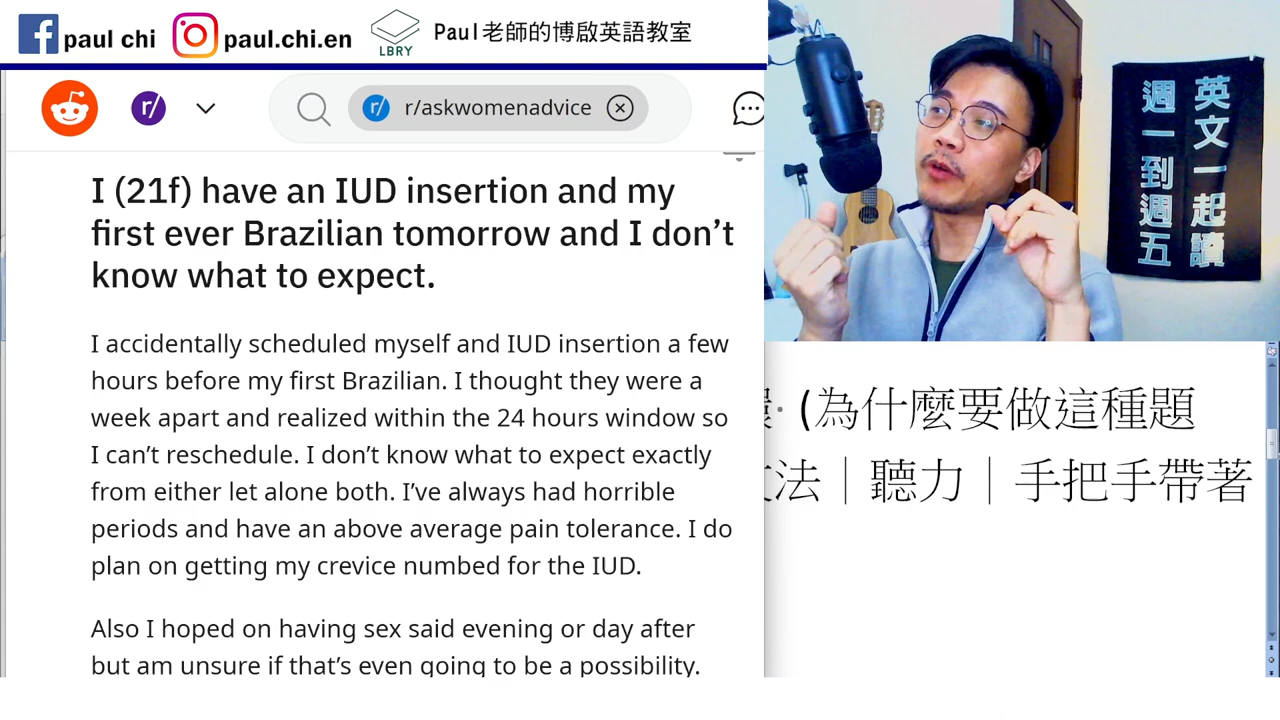 paul chi
paul.chi.en
LBRY
Paul老師的博啟英語教室
r/
r/
r/askwomenadvice
I (21f) have an IUD insertion and my
first ever Brazilian tomorrow and I don't
know what to expect.
I accidentally scheduled myself and IUD insertion a few
hours before my first Brazilian. I thought they were a
week apart and realized within the 24 hours window so
I can't reschedule. I don't know what to expect exactly
from either let alone both. I've always had horrible
periods and have an above average pain tolerance. I do
plan on getting my crevice numbed for the IUD.
Also I hoped on having sex said evening or day after
but am unsure if that's even going to be a possibility.
英文一起讀
週一到週五
(為什麼要做這種題
法｜聽力｜手把手帶著